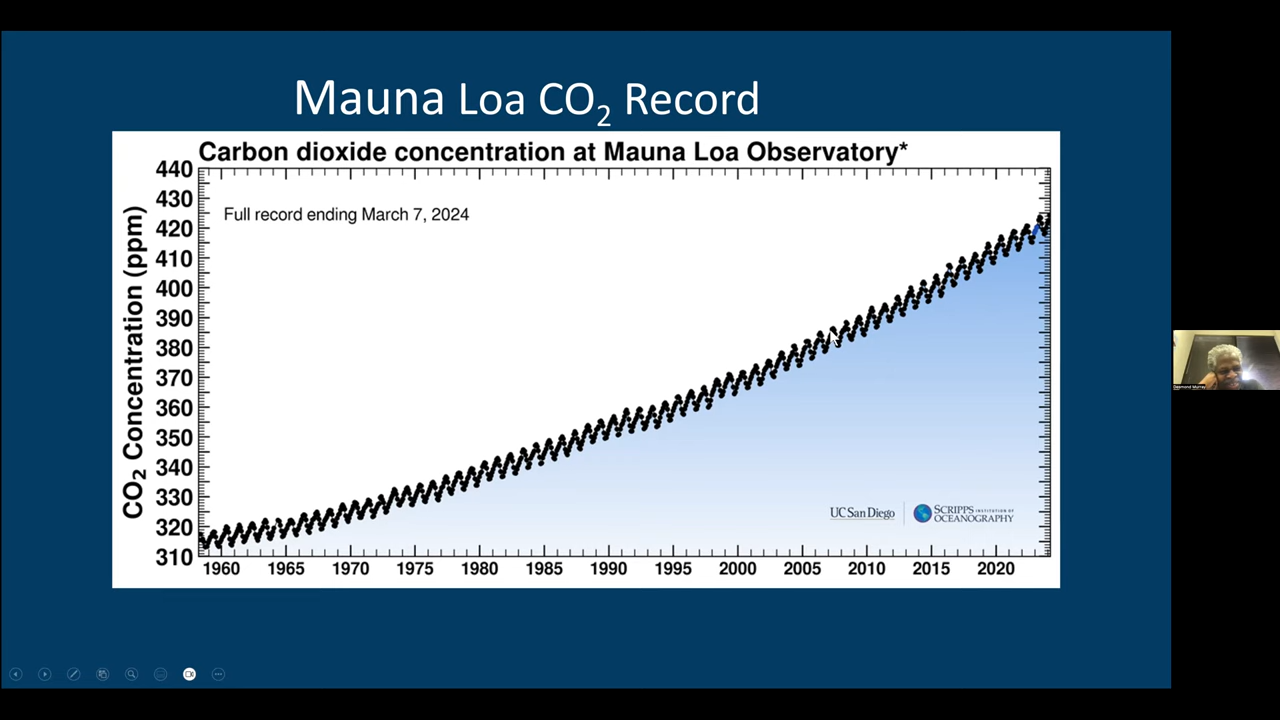 Mauna Loa CO₂ Record
Carbon dioxide concentration at Mauna Loa Observatory*
Full record ending March 7, 2024
CO₂ Concentration (ppm)
440
430
420
410
400
390
380
370
360
350
340
330
320
310
1960 1965 1970 1975 1980 1985 1990 1995 2000 2005 2010 2015 2020
UC San Diego
SCRIPPS INSTITUTION OF
OCEANOGRAPHY
Desmond Murray